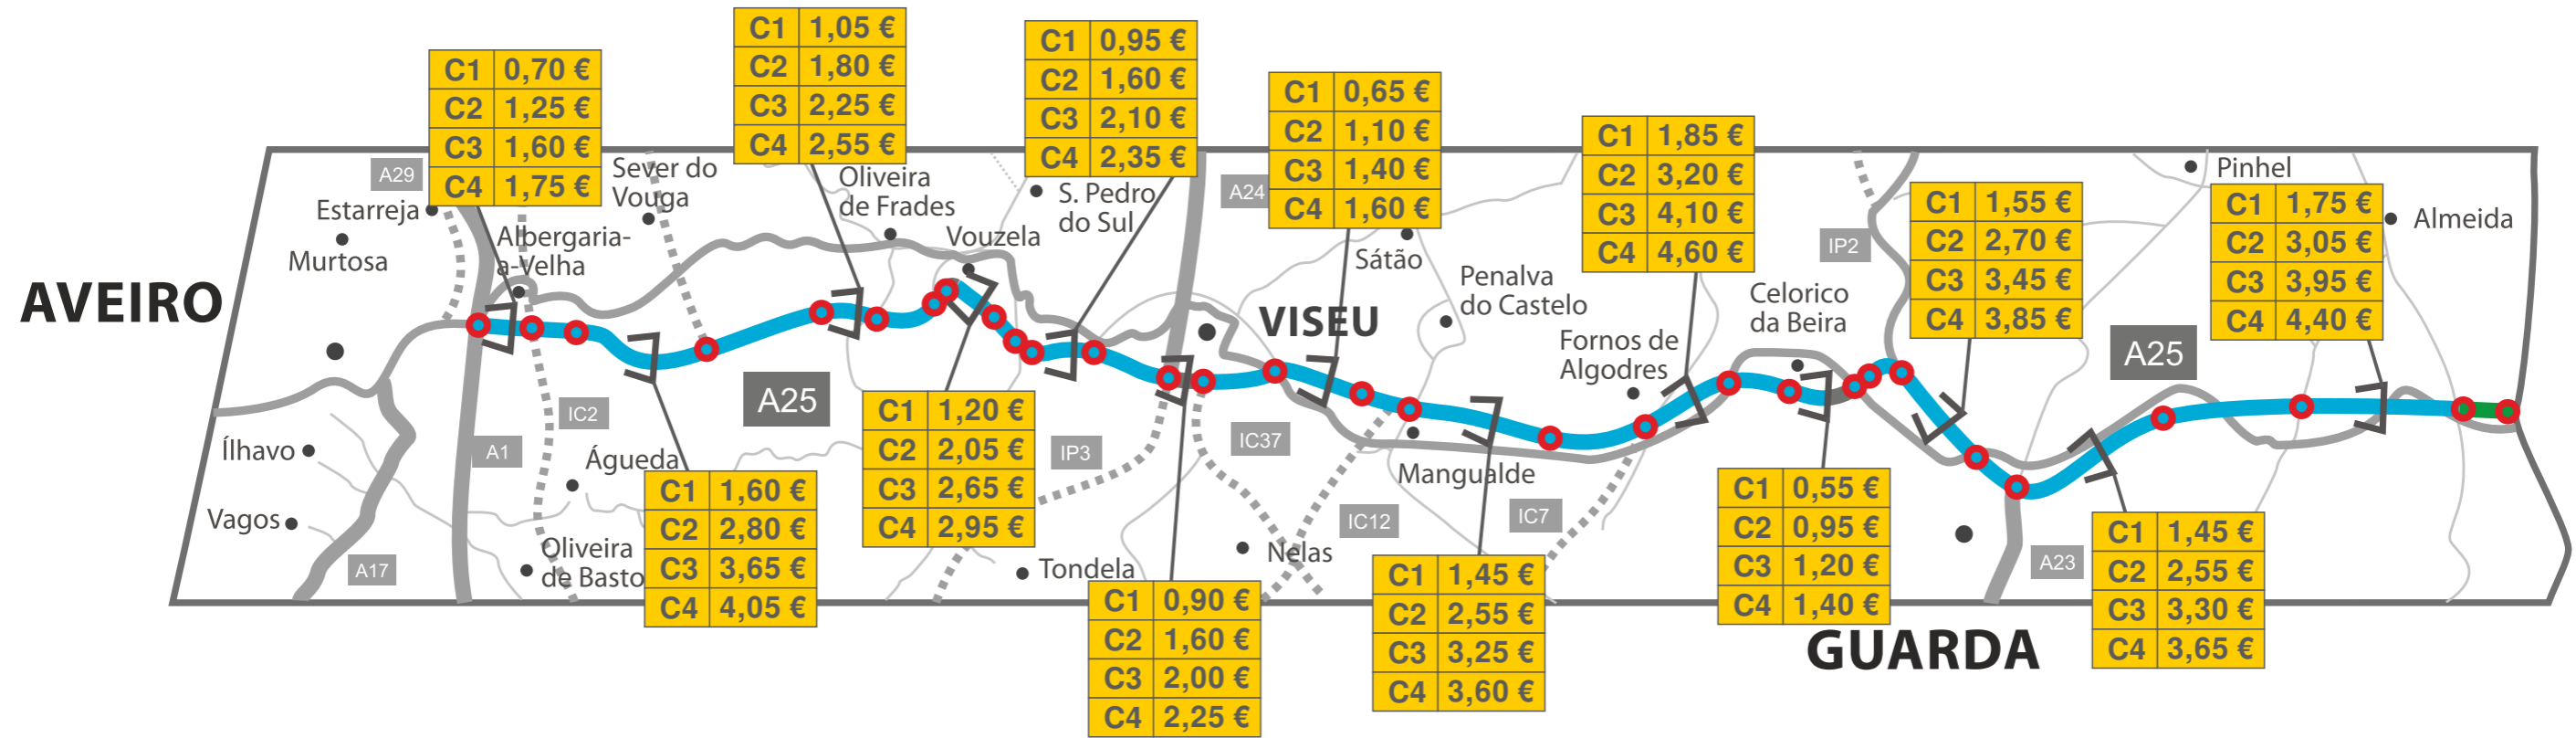 C1 0,70 €
C2 1,25 €
C3 1,60 €
C4 1,75 €
C1 1,05 €
C2 1,80 €
C3 2,25 €
C4 2,55 €
C1 0,95 €
C2 1,60 €
C3 2,10 €
C4 2,35 €
C1 0,65 €
C2 1,10 €
C3 1,40 €
C4 1,60 €
C1 1,85 €
C2 3,20 €
C3 4,10 €
C4 4,60 €
C1 1,55 €
C2 2,70 €
C3 3,45 €
C4 3,85 €
C1 1,75 €
C2 3,05 €
C3 3,95 €
C4 4,40 €
A29
Estarreja
Murtosa
AVEIRO
Sever do
Vouga
Albergaria-
a-Velha
Oliveira
de Frades
Vouzela
S. Pedro
do Sul
A24
VISEU
Sátão
Penalva
do Castelo
Fornos de
Algodres
Celorico
da Beira
IP2
Pinhel
Almeida
A25
A25
Ílhavo
Vagos
A17
A1
IC2
Águeda
Oliveira
de Basto
IP3
Tondela
IC37
Nelas
IC12
Mangualde
IC7
A23
GUARDA
C1 1,60 €
C2 2,80 €
C3 3,65 €
C4 4,05 €
C1 1,20 €
C2 2,05 €
C3 2,65 €
C4 2,95 €
C1 0,90 €
C2 1,60 €
C3 2,00 €
C4 2,25 €
C1 1,45 €
C2 2,55 €
C3 3,25 €
C4 3,60 €
C1 0,55 €
C2 0,95 €
C3 1,20 €
C4 1,40 €
C1 1,45 €
C2 2,55 €
C3 3,30 €
C4 3,65 €